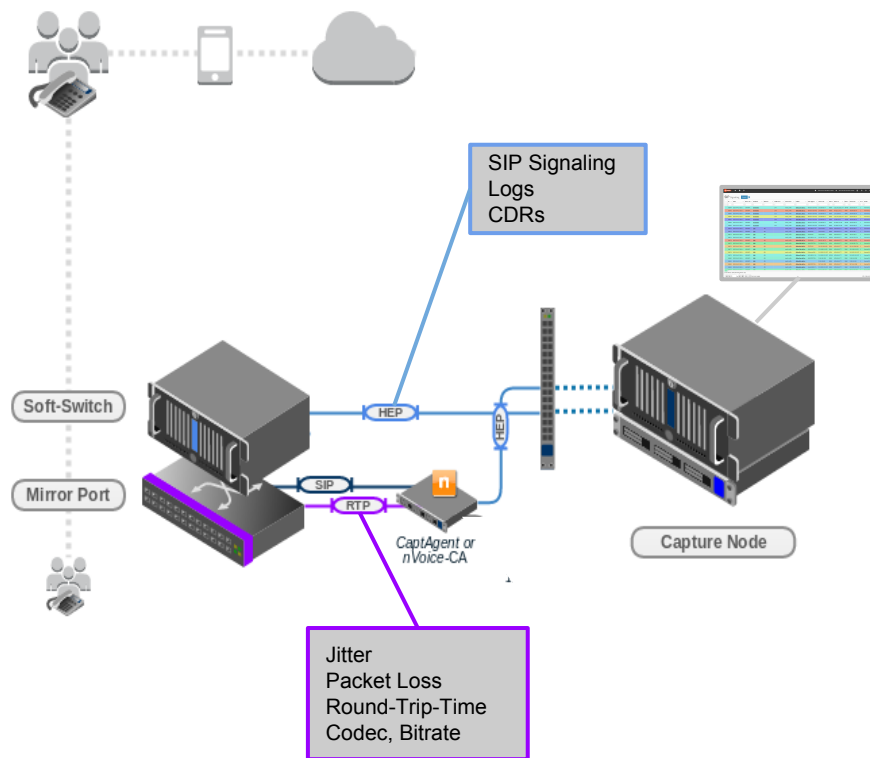 SIP Signaling
Logs
CDRs
Soft-Switch
HEP
HEP
Mirror Port
SIP
n
RTP
CaptAgent or
nVoice-CA
Capture Node
Jitter
Packet Loss
Round-Trip-Time
Codec, Bitrate